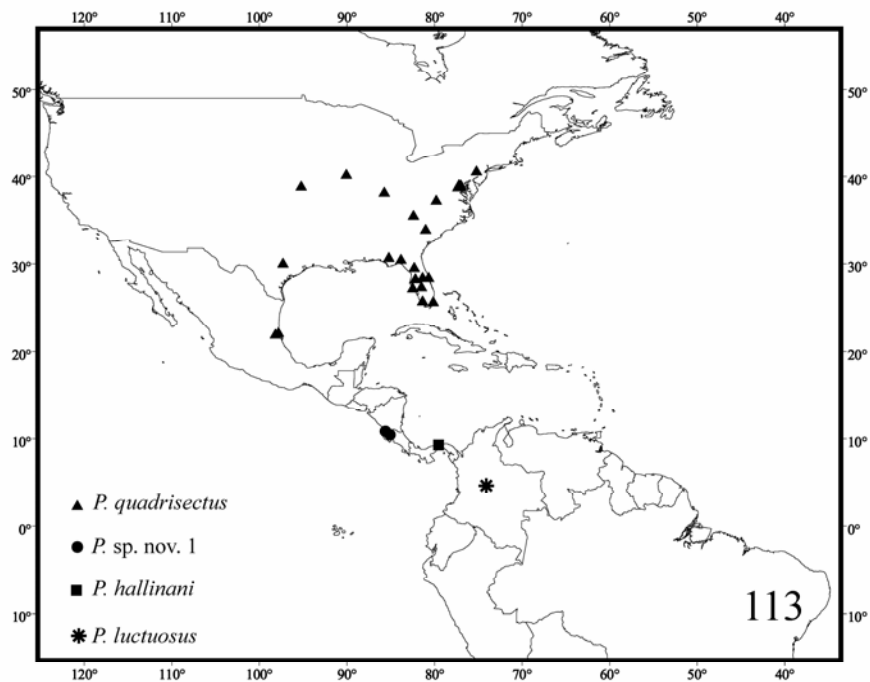 120° 110° 100° 90° 80° 70° 60° 50° 40°
50° 50°
40° 40°
30° 30°
20° 20°
10° 10°
P. quadrisectus
0° 0°
P. sp. nov. 1
P. hallinani
113
10° 10°
P. luctuosus
120° 110° 100° 90° 80° 70° 60° 50° 40°